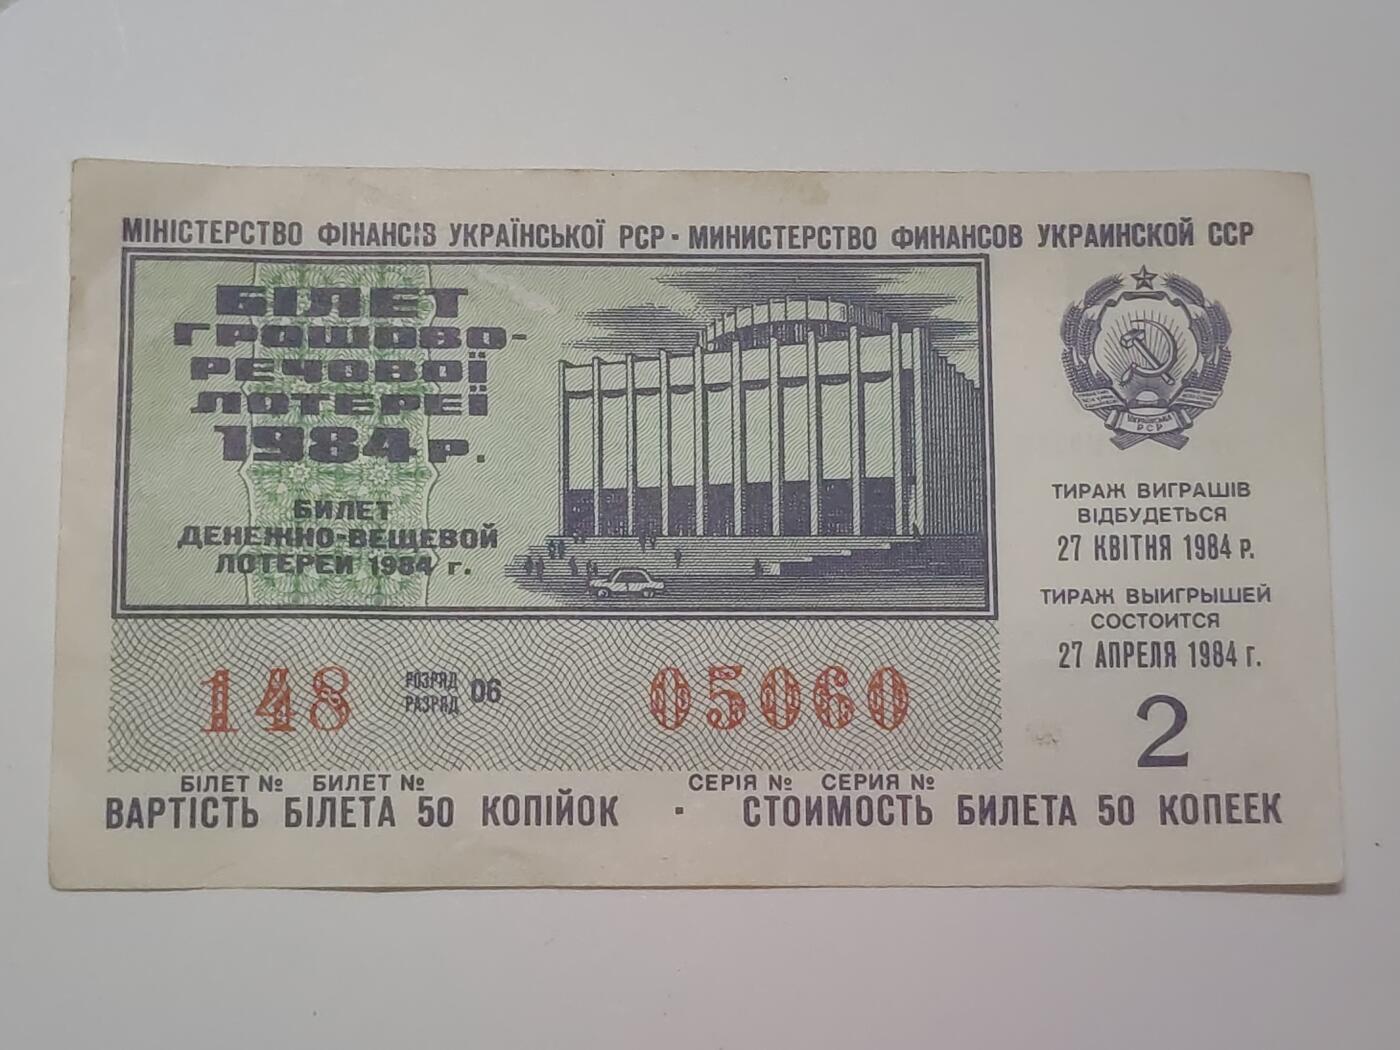 МІНІСТЕРСТВО ФІНАНСІВ УКРАЇНСЬКОЇ РСР · МИНИСТЕРСТВО ФИНАНСОВ УКРАИНСКОЙ ССР
БІЛЕТ
ГРОШОВО-
РЕЧОВОЇ
ЛОТЕРЕЇ
1984 р.
БИЛЕТ
ДЕНЕЖНО-ВЕЩЕВОЙ
ЛОТЕРЕИ 1984 г.
УКРАЇНСЬКА
РСР
ТИРАЖ ВИГРАШІВ
ВІДБУДЕТЬСЯ
27 КВІТНЯ 1984 р.
ТИРАЖ ВЫИГРЫШЕЙ
СОСТОИТСЯ
27 АПРЕЛЯ 1984 г.
2
148 РОЗРЯД РАЗРЯД 06 05060
БІЛЕТ № БИЛЕТ № СЕРІЯ № СЕРИЯ №
ВАРТІСТЬ БІЛЕТА 50 КОПІЙОК · СТОИМОСТЬ БИЛЕТА 50 КОПЕЕК